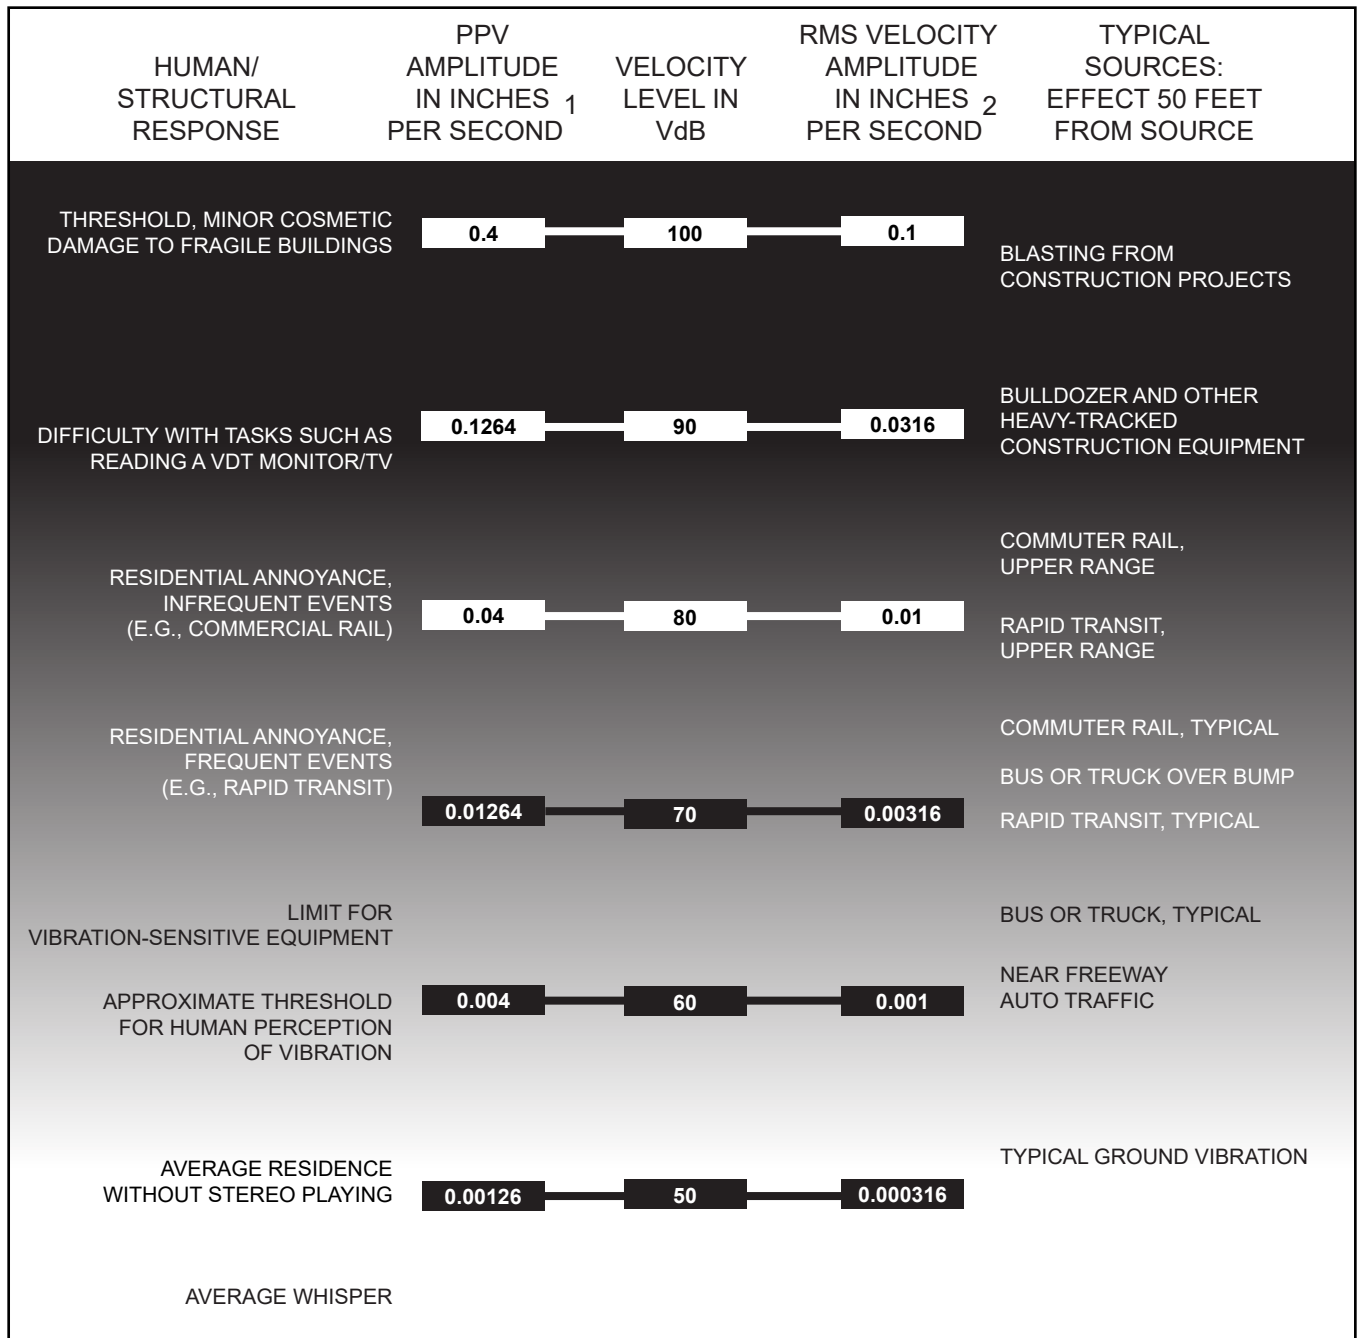 HUMAN/
STRUCTURAL
RESPONSE
PPV
AMPLITUDE
IN INCHES 1
PER SECOND
VELOCITY
LEVEL IN
VdB
RMS VELOCITY
AMPLITUDE
IN INCHES 2
PER SECOND
TYPICAL
SOURCES:
EFFECT 50 FEET
FROM SOURCE
THRESHOLD, MINOR COSMETIC
DAMAGE TO FRAGILE BUILDINGS
0.4
100
0.1
BLASTING FROM
CONSTRUCTION PROJECTS
DIFFICULTY WITH TASKS SUCH AS
READING A VDT MONITOR/TV
0.1264
90
0.0316
BULLDOZER AND OTHER
HEAVY-TRACKED
CONSTRUCTION EQUIPMENT
RESIDENTIAL ANNOYANCE,
INFREQUENT EVENTS
(E.G., COMMERCIAL RAIL)
0.04
80
0.01
COMMUTER RAIL,
UPPER RANGE
RAPID TRANSIT,
UPPER RANGE
RESIDENTIAL ANNOYANCE,
FREQUENT EVENTS
(E.G., RAPID TRANSIT)
0.01264
70
0.00316
COMMUTER RAIL, TYPICAL
BUS OR TRUCK OVER BUMP
RAPID TRANSIT, TYPICAL
LIMIT FOR
VIBRATION-SENSITIVE EQUIPMENT
BUS OR TRUCK, TYPICAL
APPROXIMATE THRESHOLD
FOR HUMAN PERCEPTION
OF VIBRATION
0.004
60
0.001
NEAR FREEWAY
AUTO TRAFFIC
AVERAGE RESIDENCE
WITHOUT STEREO PLAYING
0.00126
50
0.000316
TYPICAL GROUND VIBRATION
AVERAGE WHISPER